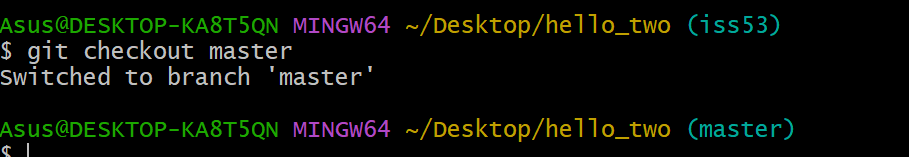 Asus@DESKTOP-KA8T5QN MINGW64 ~/Desktop/hello_two (iss53)
$ git checkout master
Switched to branch 'master'
Asus@DESKTOP-KA8T5QN MINGW64 ~/Desktop/hello_two (master)
$